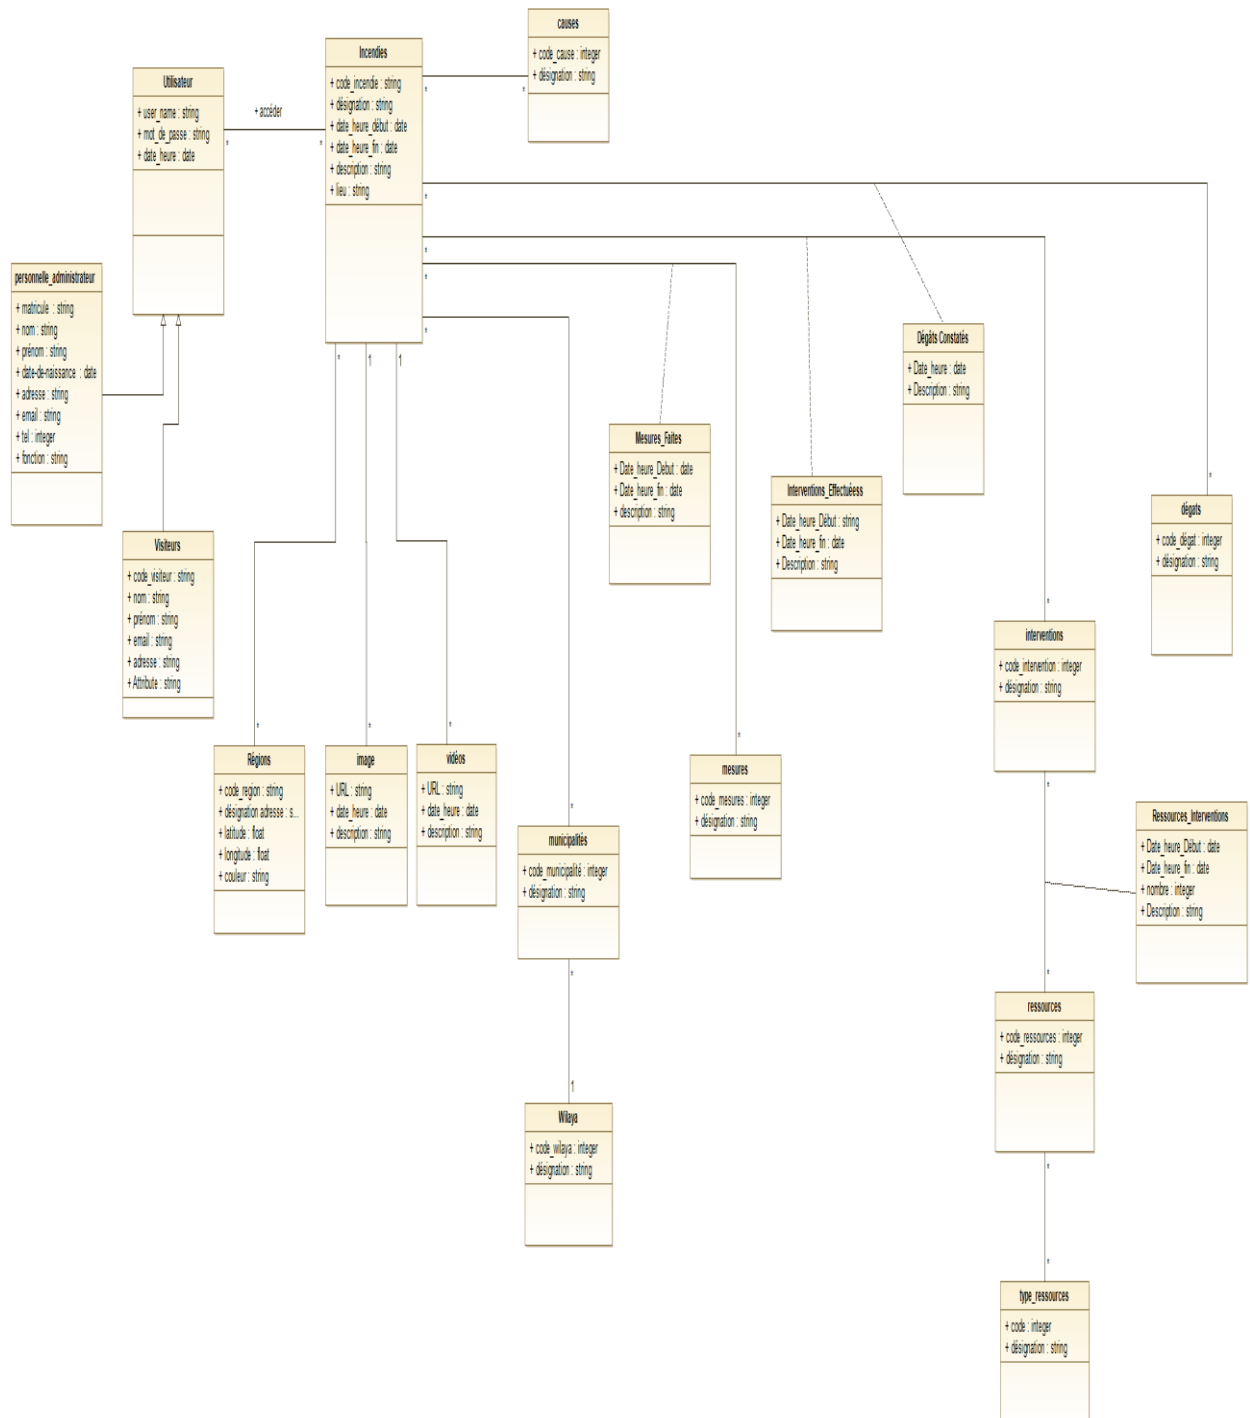 causes
+ code_cause : integer
+ désignation : string
Incendies
+ code_incendie : string
+ désignation : string
+ date_heure_début : date
+ date_heure_fin : date
+ description : string
+ lieu : string
Utilisateur
+ user_name : string
+ mot_de_passe : string
+ date_heure : date
+ accéder
*
*
*
*
*
*
*
*
*
1
1
personnelle_administrateur
+ matricule : string
+ nom : string
+ prénom : string
+ date-de-naissance : date
+ adresse : string
+ email : string
+ tel : integer
+ fonction : string
Visiteurs
+ code_visiteur : string
+ nom : string
+ prénom : string
+ email : string
+ adresse : string
+ Attribute : string
Dégâts Constatés
+ Date_heure : date
+ Description : string
Mesures_Faites
+ Date_heure_Debut : date
+ Date_heure_fin : date
+ description : string
Interventions_Effectuéess
+ Date_heure_Début : string
+ Date_heure_fin : date
+ Description : string
*
dégats
+ code_dégat : integer
+ désignation : string
*
interventions
+ code_intervention : integer
+ désignation : string
*
*
Régions
+ code_region : string
+ désignation adresse : s...
+ latitude : float
+ longitude : float
+ couleur : string
*
image
+ URL : string
+ date_heure : date
+ description : string
*
vidéos
+ URL : string
+ date_heure : date
+ description : string
*
mesures
+ code_mesures : integer
+ désignation : string
*
municipalités
+ code_municipalité : integer
+ désignation : string
*
Ressources_Interventions
+ Date_heure_Début : date
+ Date_heure_fin : date
+ nombre : integer
+ Description : string
*
ressources
+ code_ressources : integer
+ désignation : string
*
1
Wilaya
+ code_wilaya : integer
+ désignation : string
*
type_ressources
+ code : integer
+ désignation : string